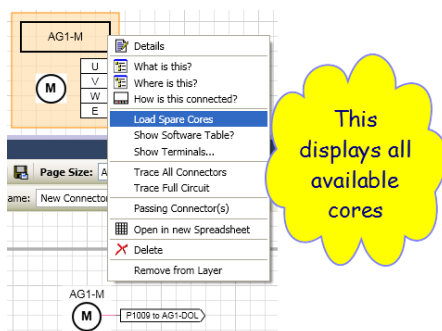 AG1-M
M
U
V
W
E
Details
What is this?
Where is this?
How is this connected?
Load Spare Cores
Show Software Table?
Show Terminals...
Trace All Connectors
Trace Full Circuit
Passing Connector(s)
Open in new Spreadsheet
Delete
Remove from Layer
Page Size: A
ame: New Connecto
This
displays all
available
cores
AG1-M
M
P1009 to AG1-DOL